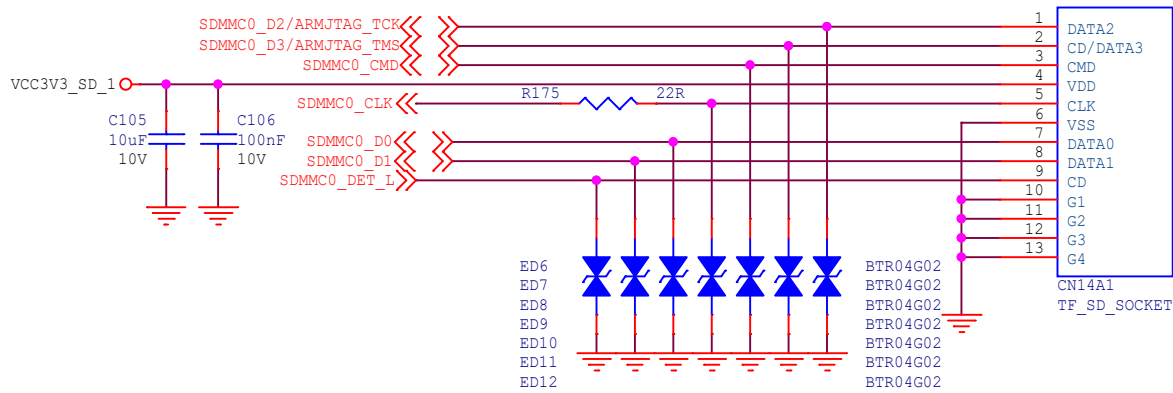 SDMMC0_D2/ARMJTAG_TCK 1 DATA2
SDMMC0_D3/ARMJTAG_TMS 2 CD/DATA3
SDMMC0_CMD 3 CMD
VCC3V3_SD_1 4 VDD
SDMMC0_CLK R175 22R 5 CLK
6 VSS
SDMMC0_D0 7 DATA0
SDMMC0_D1 8 DATA1
SDMMC0_DET_L 9 CD
10 G1
11 G2
12 G3
13 G4
C105 C106
10uF 100nF
10V 10V
CN14A1
TF_SD_SOCKET
ED6 BTR04G02
ED7 BTR04G02
ED8 BTR04G02
ED9 BTR04G02
ED10 BTR04G02
ED11 BTR04G02
ED12 BTR04G02